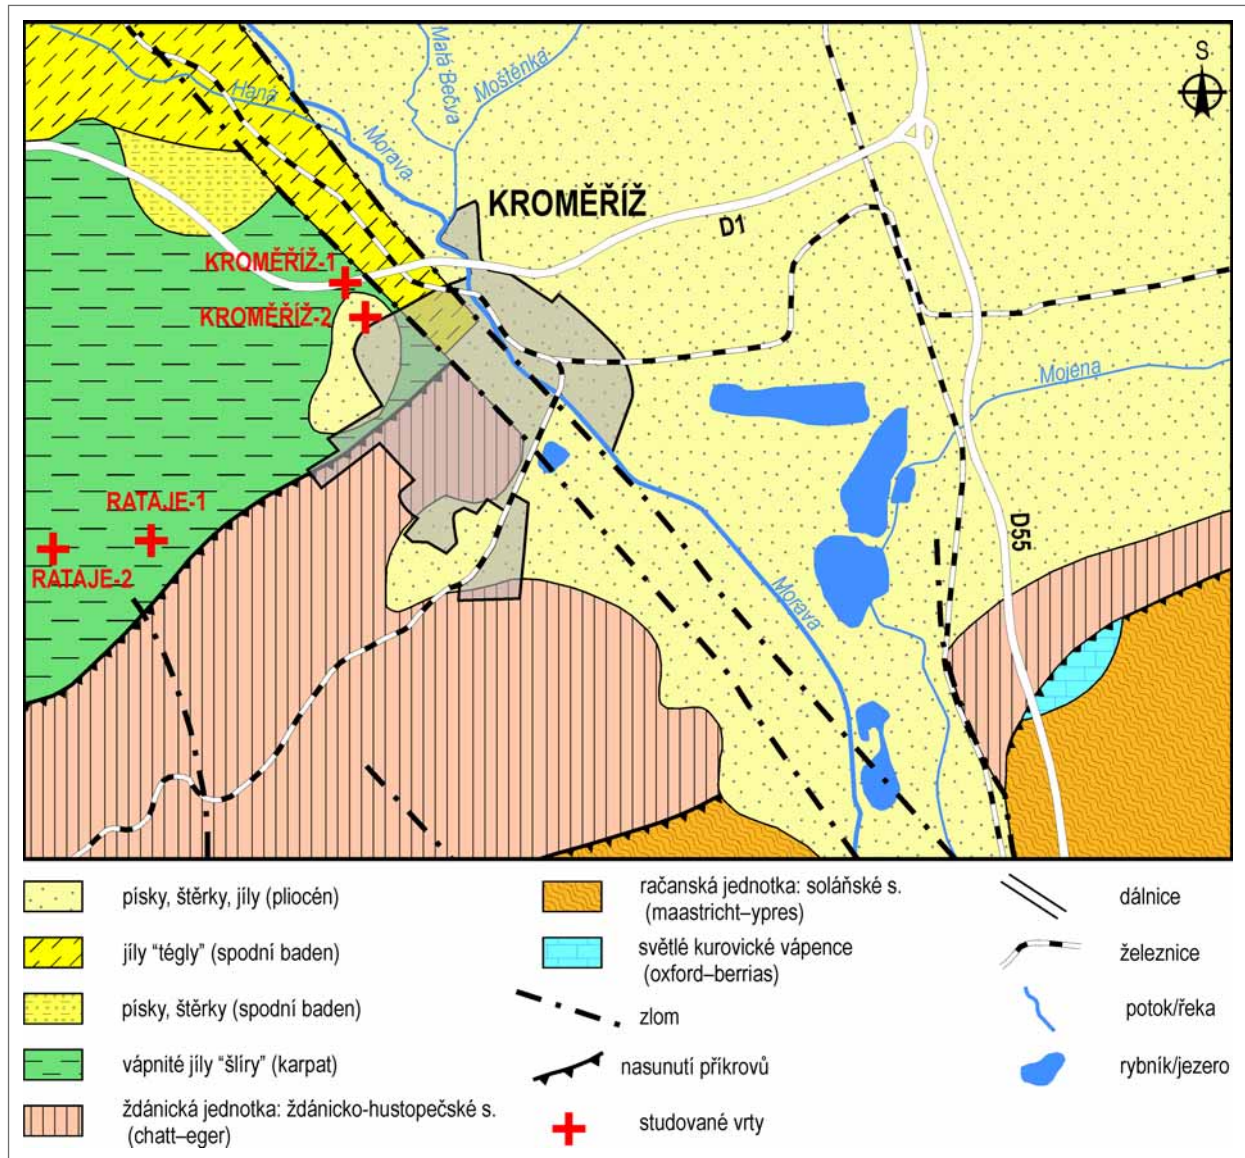 S
Haná
Morava
Malá Bečva
Moštěnka
KROMĚŘÍŽ
D1
KROMĚŘÍŽ-1
KROMĚŘÍŽ-2
Mojena
RATAJE-1
RATAJE-2
D55
Morava
písky, štěrky, jíly (pliocén)
jíly “tégly” (spodní baden)
písky, štěrky (spodní baden)
vápnité jíly “šlíry” (karpat)
ždánická jednotka: ždánicko-hustopečské s.
(chatt–eger)
račanská jednotka: soláňské s.
(maastricht–ypres)
světlé kurovické vápence
(oxford–berrias)
zlom
nasunutí příkrovů
studované vrty
dálnice
železnice
potok/řeka
rybník/jezero